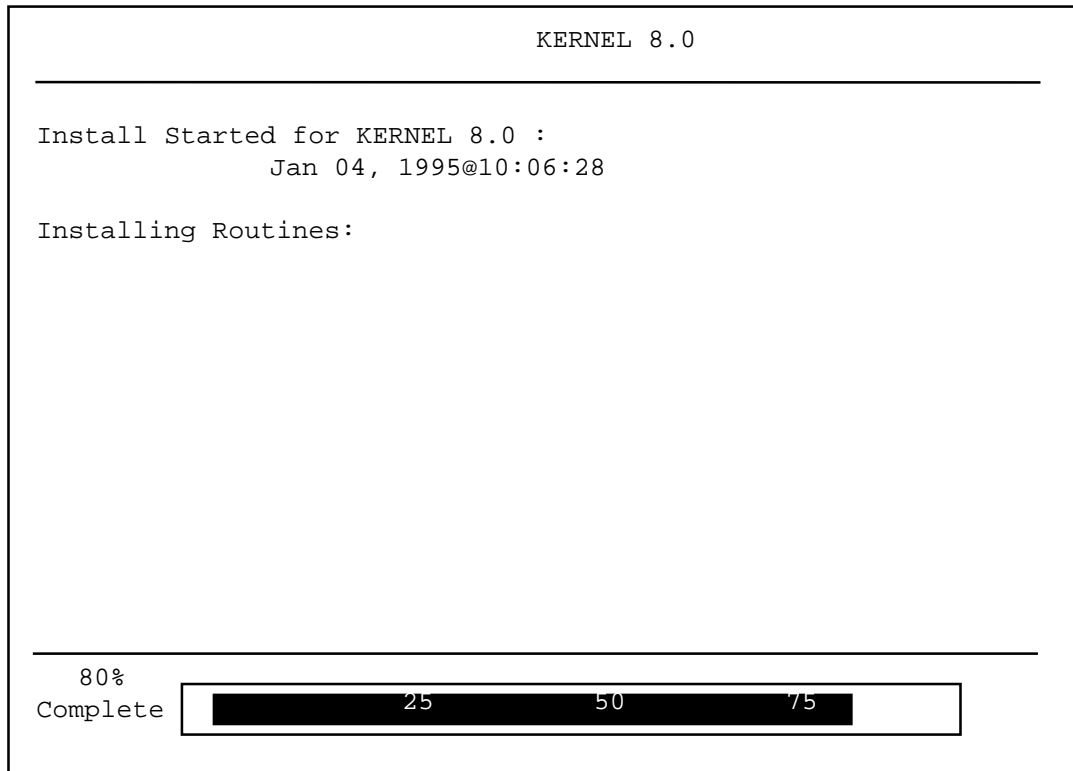 KERNEL 8.0
Install Started for KERNEL 8.0 :
Jan 04, 1995@10:06:28
Installing Routines:
80%
Complete
25 50 75